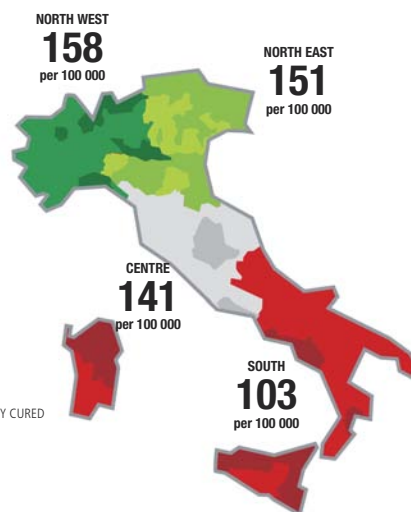 NORTH WEST
158
per 100 000
NORTH EAST
151
per 100 000
CENTRE
141
per 100 000
SOUTH
103
per 100 000
Y CURED